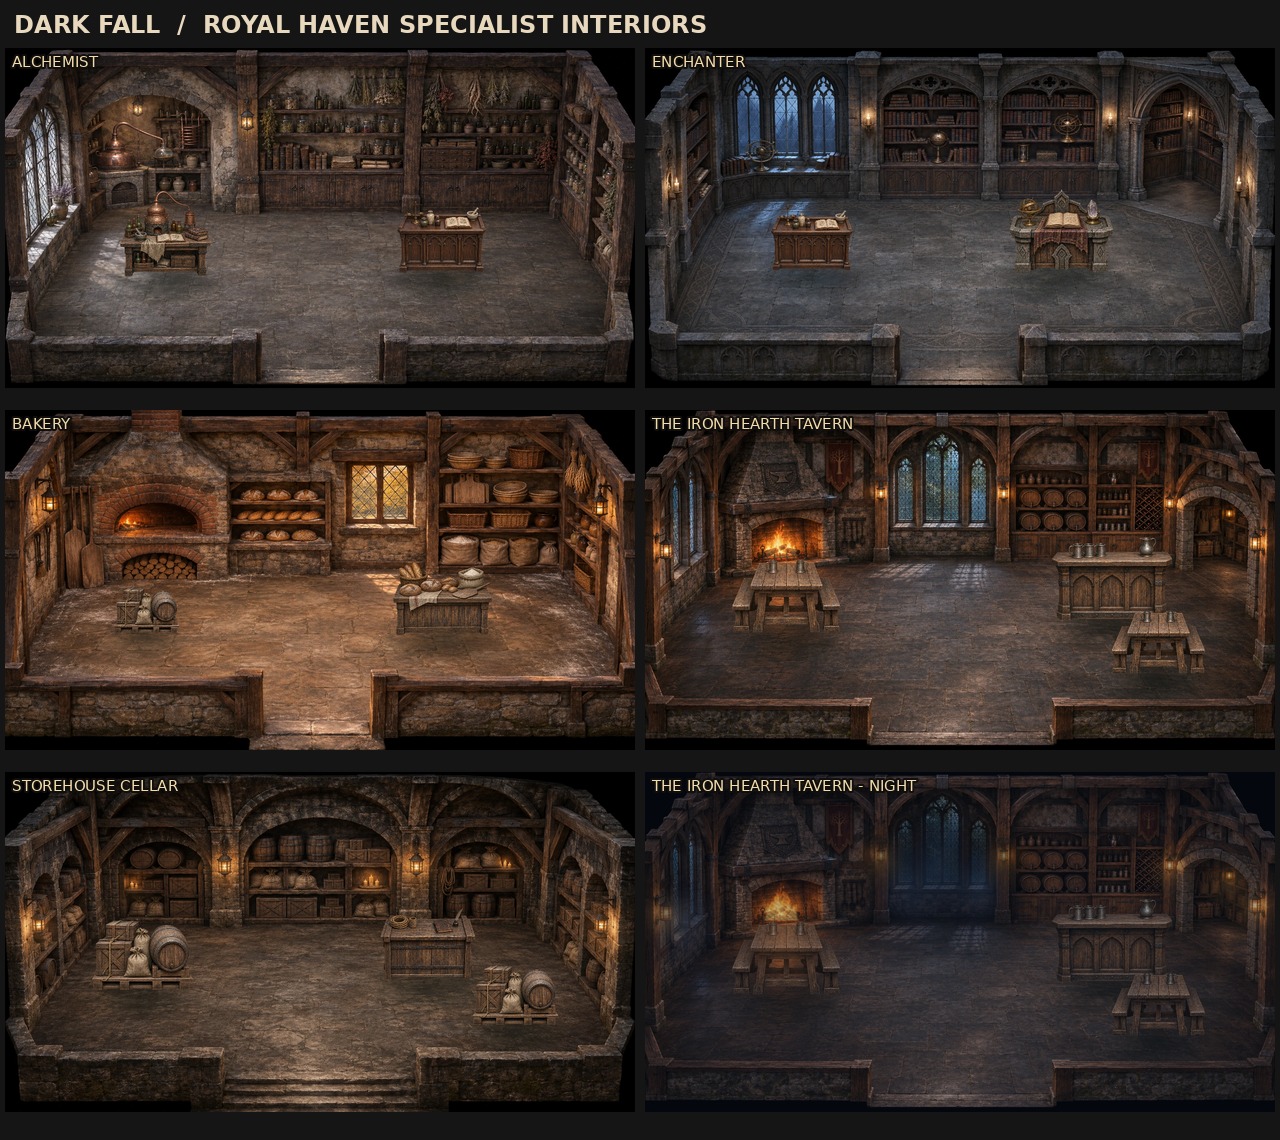 DARK FALL / ROYAL HAVEN SPECIALIST INTERIORS
ALCHEMIST
ENCHANTER
BAKERY
THE IRON HEARTH TAVERN
STOREHOUSE CELLAR
THE IRON HEARTH TAVERN - NIGHT